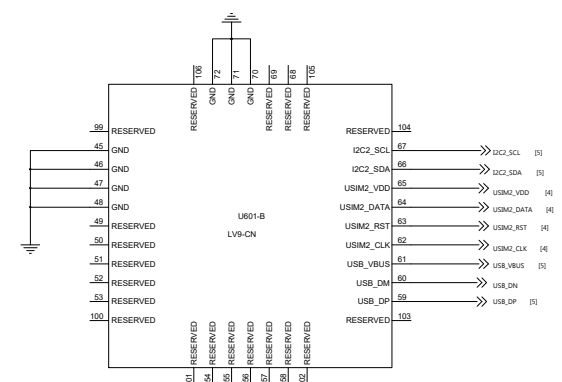 106
72
71
70
69
68
105
RESERVED
GND
GND
GND
RESERVED
RESERVED
RESERVED
99 RESERVED
45 GND
46 GND
47 GND
48 GND
49 RESERVED
50 RESERVED
51 RESERVED
52 RESERVED
53 RESERVED
100 RESERVED
U601-B
LV9-CN
RESERVED 104
I2C2_SCL 67 I2C2_SCL [5]
I2C2_SDA 66 I2C2_SDA [5]
USIM2_VDD 65 USIM2_VDD [4]
USIM2_DATA 64 USIM2_DATA [4]
USIM2_RST 63 USIM2_RST [4]
USIM2_CLK 62 USIM2_CLK [4]
USB_VBUS 61 USB_VBUS [5]
USB_DM 60 USB_DN
USB_DP 59 USB_DP [5]
RESERVED 103
RESERVED
RESERVED
RESERVED
RESERVED
RESERVED
RESERVED
RESERVED
01
54
55
56
57
58
02